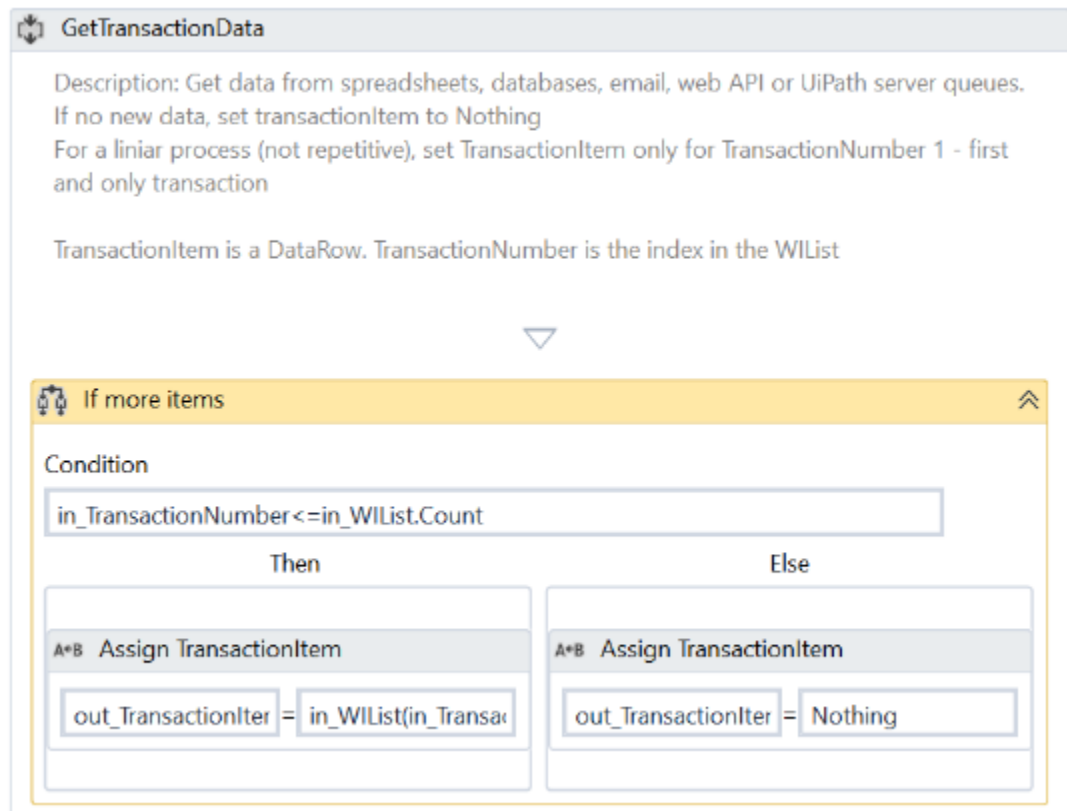 GetTransactionData
Description: Get data from spreadsheets, databases, email, web API or UiPath server queues.
If no new data, set transactionItem to Nothing
For a liniar process (not repetitive), set TransactionItem only for TransactionNumber 1 - first
and only transaction
TransactionItem is a DataRow. TransactionNumber is the index in the WIList
If more items
Condition
in_TransactionNumber<=in_WIList.Count
Then Else
A*B Assign TransactionItem A*B Assign TransactionItem
out_TransactionIter = in_WIList(in_Transac out_TransactionIter = Nothing